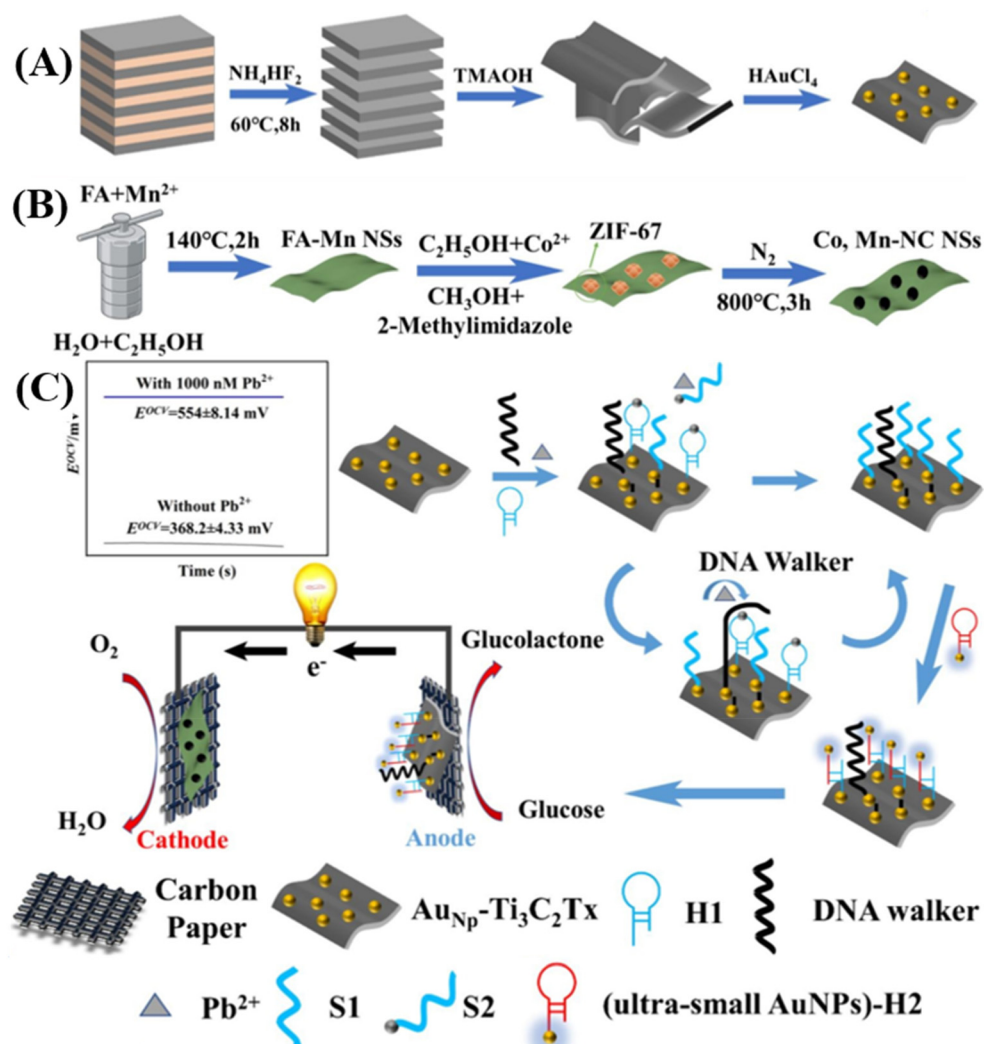 (A)
NH₄HF₂
60℃,8h
TMAOH
HAuCl₄
(B)
FA+Mn²⁺
H₂O+C₂H₅OH
140℃,2h
FA-Mn NSs
C₂H₅OH+Co²⁺
CH₃OH+
2-Methylimidazole
ZIF-67
N₂
800℃,3h
Co, Mn-NC NSs
(C)
With 1000 nM Pb²⁺
E^OCV=554±8.14 mV
Without Pb²⁺
E^OCV=368.2±4.33 mV
E^OCV/mv
Time (s)
DNA Walker
O₂
H₂O
e⁻
Glucolactone
Glucose
Cathode
Anode
Carbon
Paper
Au_Np-Ti₃C₂Tx
H1
DNA walker
Pb²⁺
S1
S2
(ultra-small AuNPs)-H2